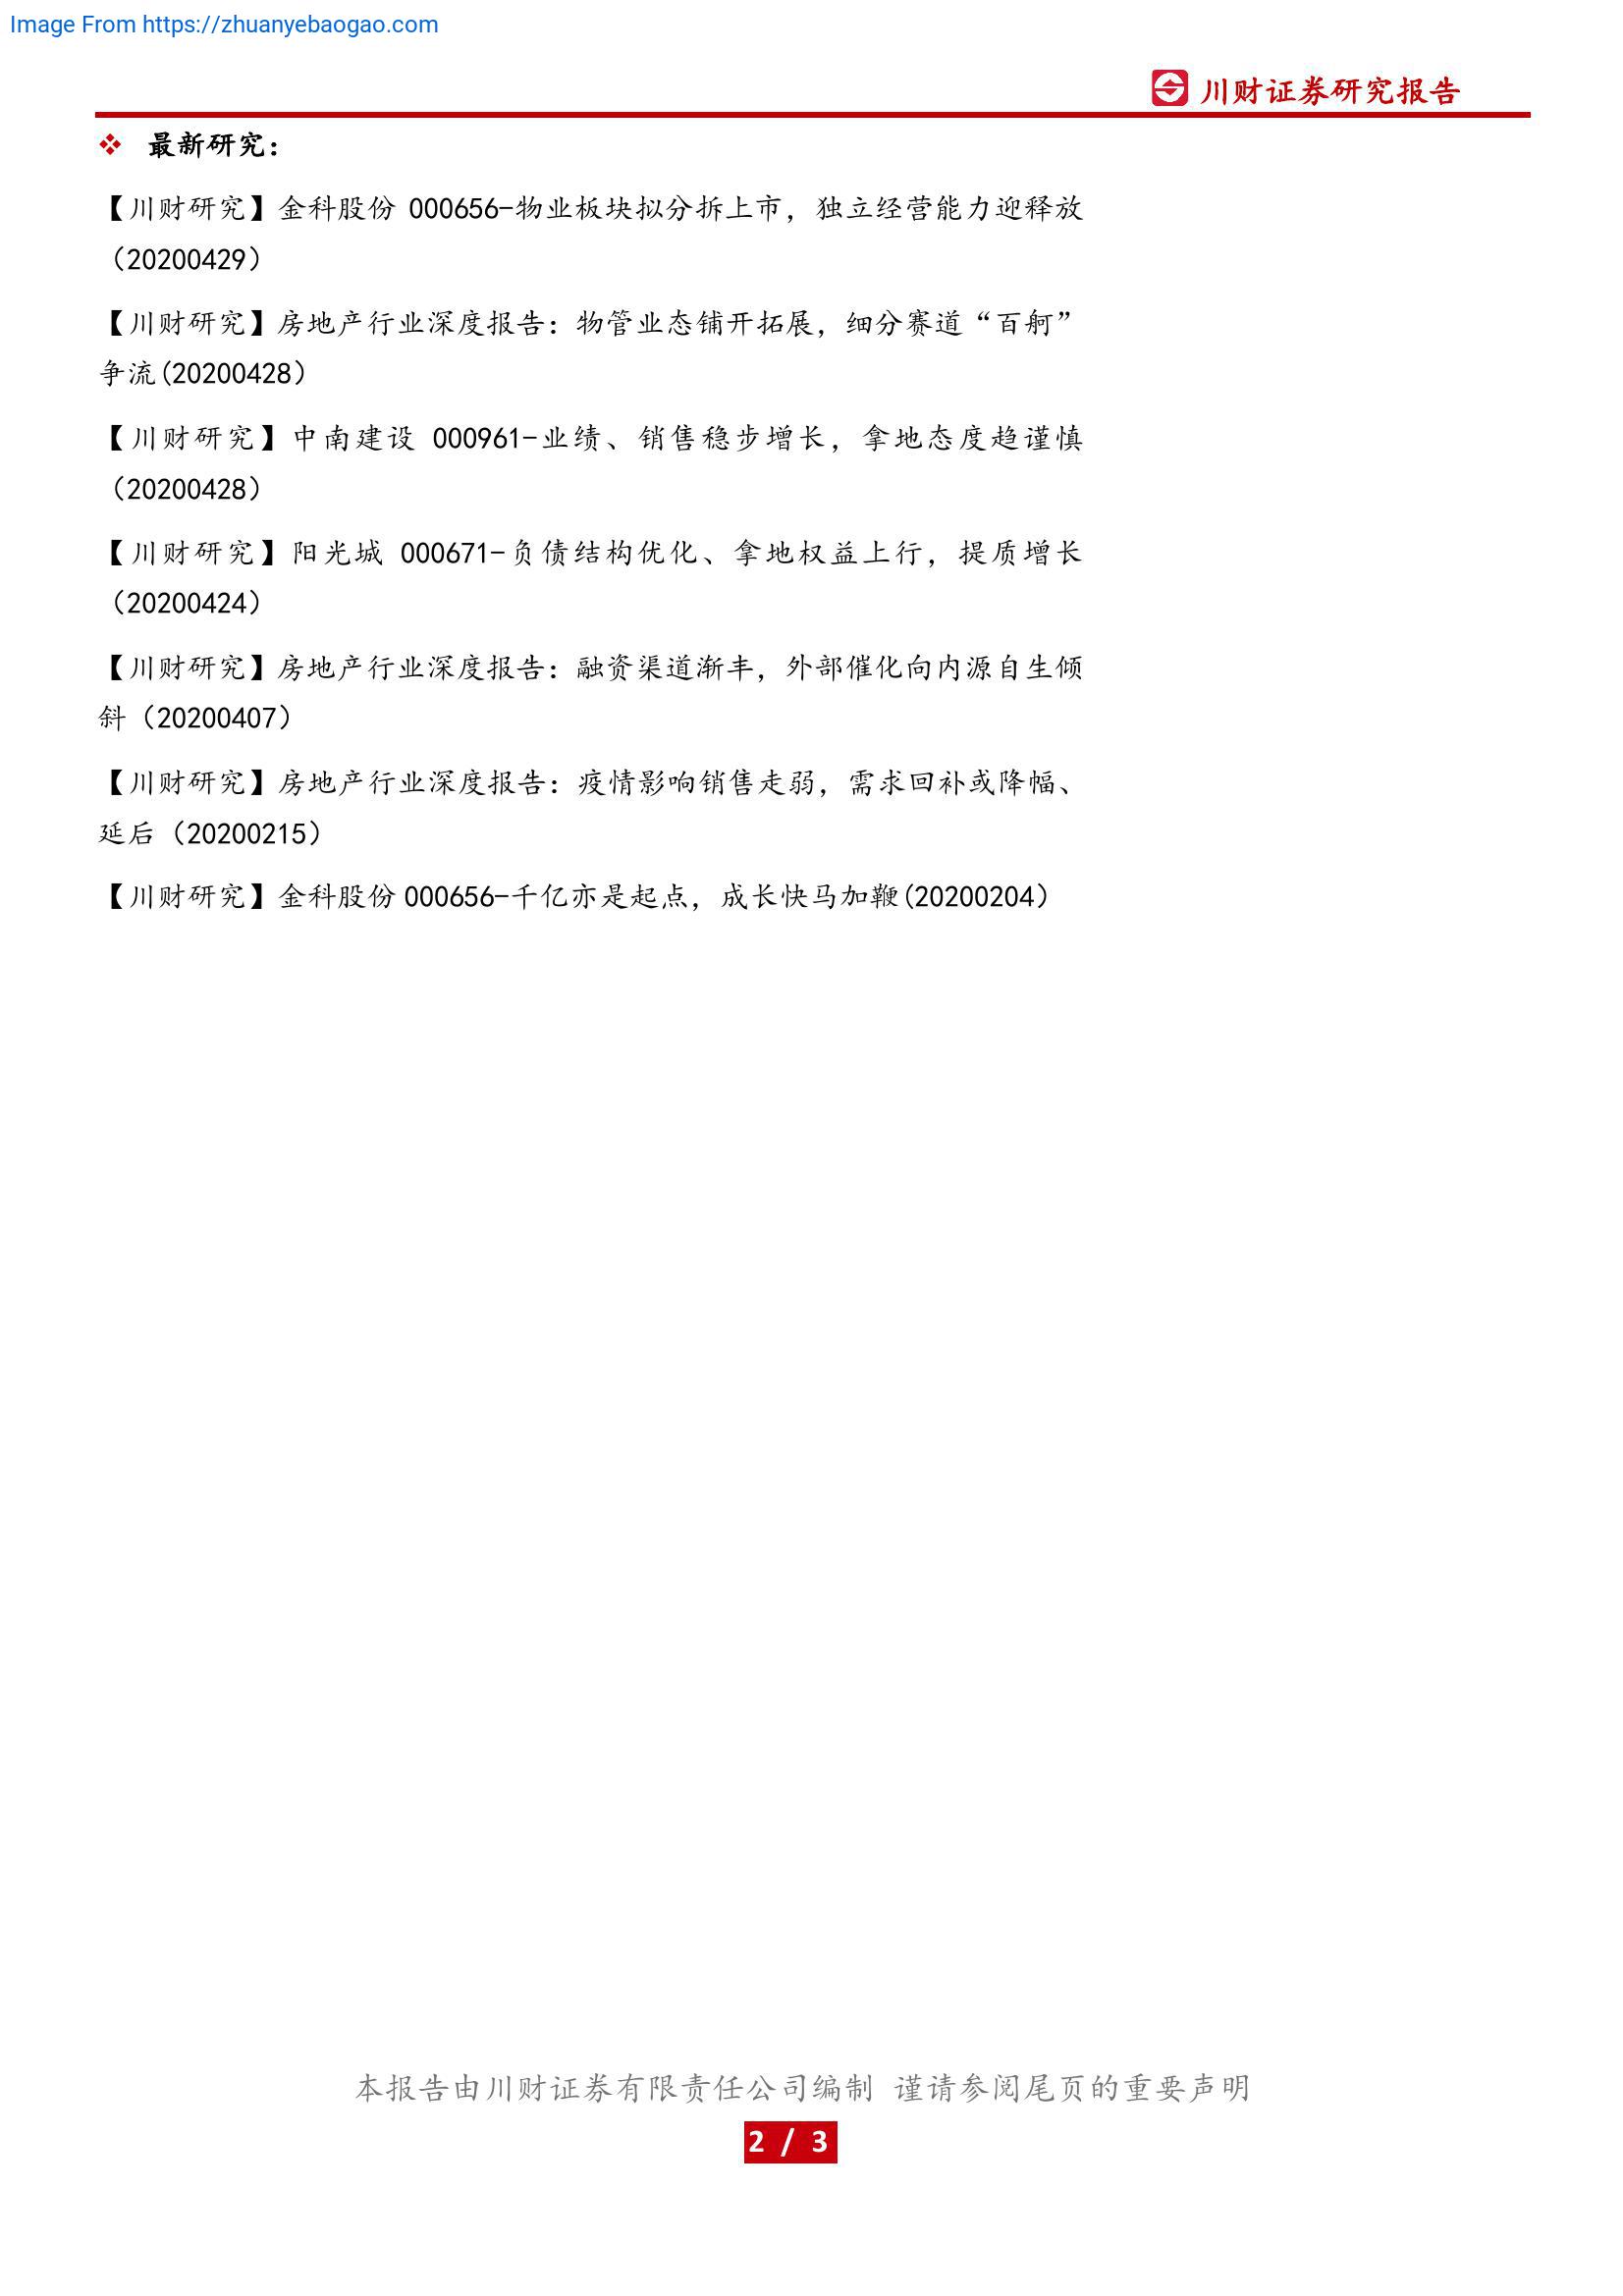 Image From https://zhuanyebaogao.com
川财证券研究报告
❖ 最新研究：
【川财研究】金科股份 000656-物业板块拟分拆上市，独立经营能力迎释放
（20200429）
【川财研究】房地产行业深度报告：物管业态铺开拓展，细分赛道“百舸”
争流(20200428）
【川财研究】中南建设 000961-业绩、销售稳步增长，拿地态度趋谨慎
（20200428）
【川财研究】阳光城 000671-负债结构优化、拿地权益上行，提质增长
（20200424）
【川财研究】房地产行业深度报告：融资渠道渐丰，外部催化向内源自生倾
斜（20200407）
【川财研究】房地产行业深度报告：疫情影响销售走弱，需求回补或降幅、
延后（20200215）
【川财研究】金科股份 000656-千亿亦是起点，成长快马加鞭(20200204）
本报告由川财证券有限责任公司编制 谨请参阅尾页的重要声明
2 / 3